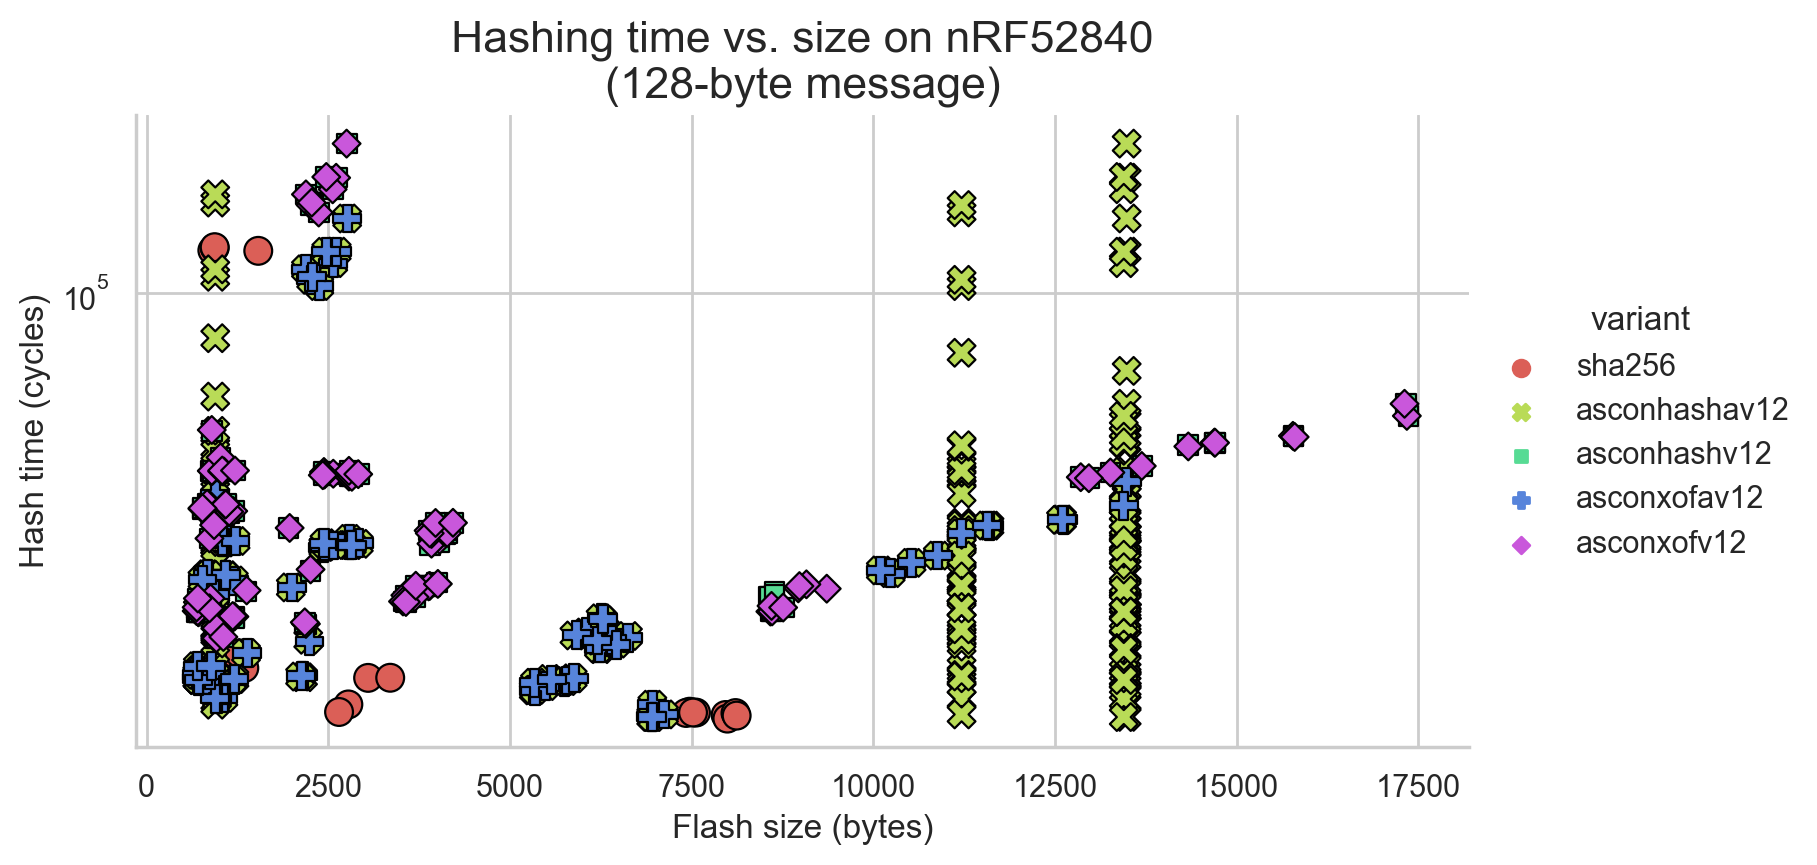 Hashing time vs. size on nRF52840
(128-byte message)
Hash time (cycles)
10^5
0 2500 5000 7500 10000 12500 15000 17500
Flash size (bytes)
variant
sha256
asconhashav12
asconhashv12
asconxofav12
asconxofv12